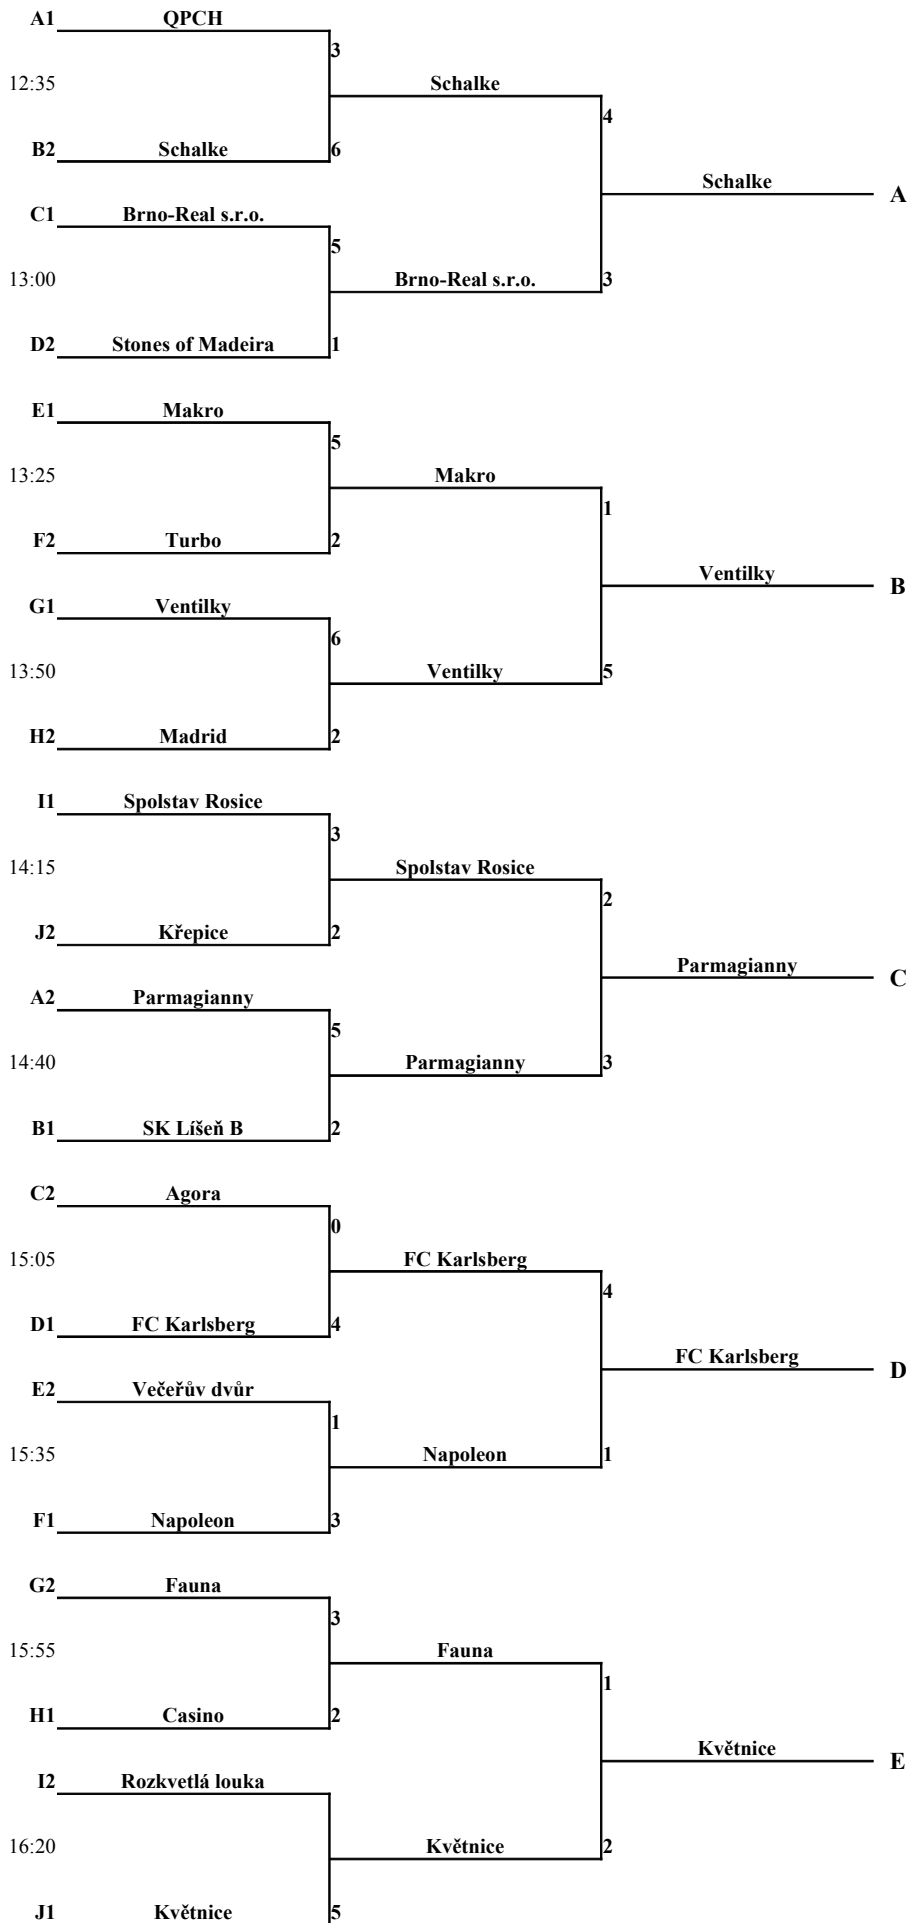 A1 QPCH
3
12:35 Schalke
4
B2 Schalke 6
Schalke A
C1 Brno-Real s.r.o.
5
13:00 Brno-Real s.r.o. 3
D2 Stones of Madeira 1
E1 Makro
5
13:25 Makro
1
F2 Turbo 2
Ventilky B
G1 Ventilky
6
13:50 Ventilky 5
H2 Madrid 2
I1 Spolstav Rosice
3
14:15 Spolstav Rosice
2
J2 Křepice 2
Parmagianny C
A2 Parmagianny
5
14:40 Parmagianny 3
B1 SK Líšeň B 2
C2 Agora
0
15:05 FC Karlsberg
4
D1 FC Karlsberg 4
FC Karlsberg D
E2 Večeřův dvůr
1
15:35 Napoleon 1
F1 Napoleon 3
G2 Fauna
3
15:55 Fauna
1
H1 Casino 2
Květnice E
I2 Rozkvetlá louka
16:20 Květnice 2
J1 Květnice 5